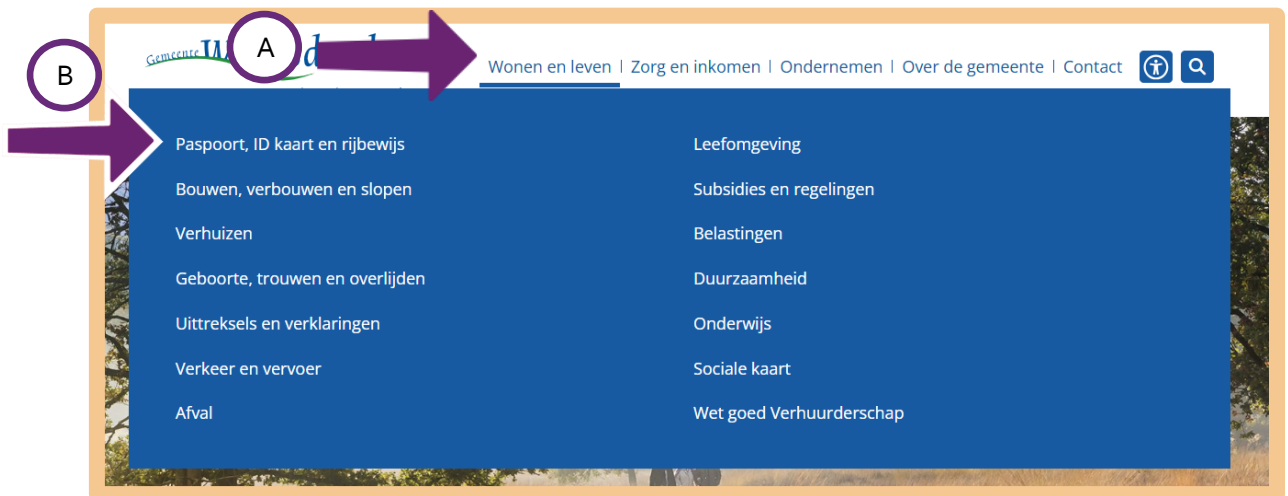 B
A
Gemeente
Wonen en leven | Zorg en inkomen | Ondernemen | Over de gemeente | Contact
Paspoort, ID kaart en rijbewijs
Bouwen, verbouwen en slopen
Verhuizen
Geboorte, trouwen en overlijden
Uittreksels en verklaringen
Verkeer en vervoer
Afval
Leefomgeving
Subsidies en regelingen
Belastingen
Duurzaamheid
Onderwijs
Sociale kaart
Wet goed Verhuurderschap